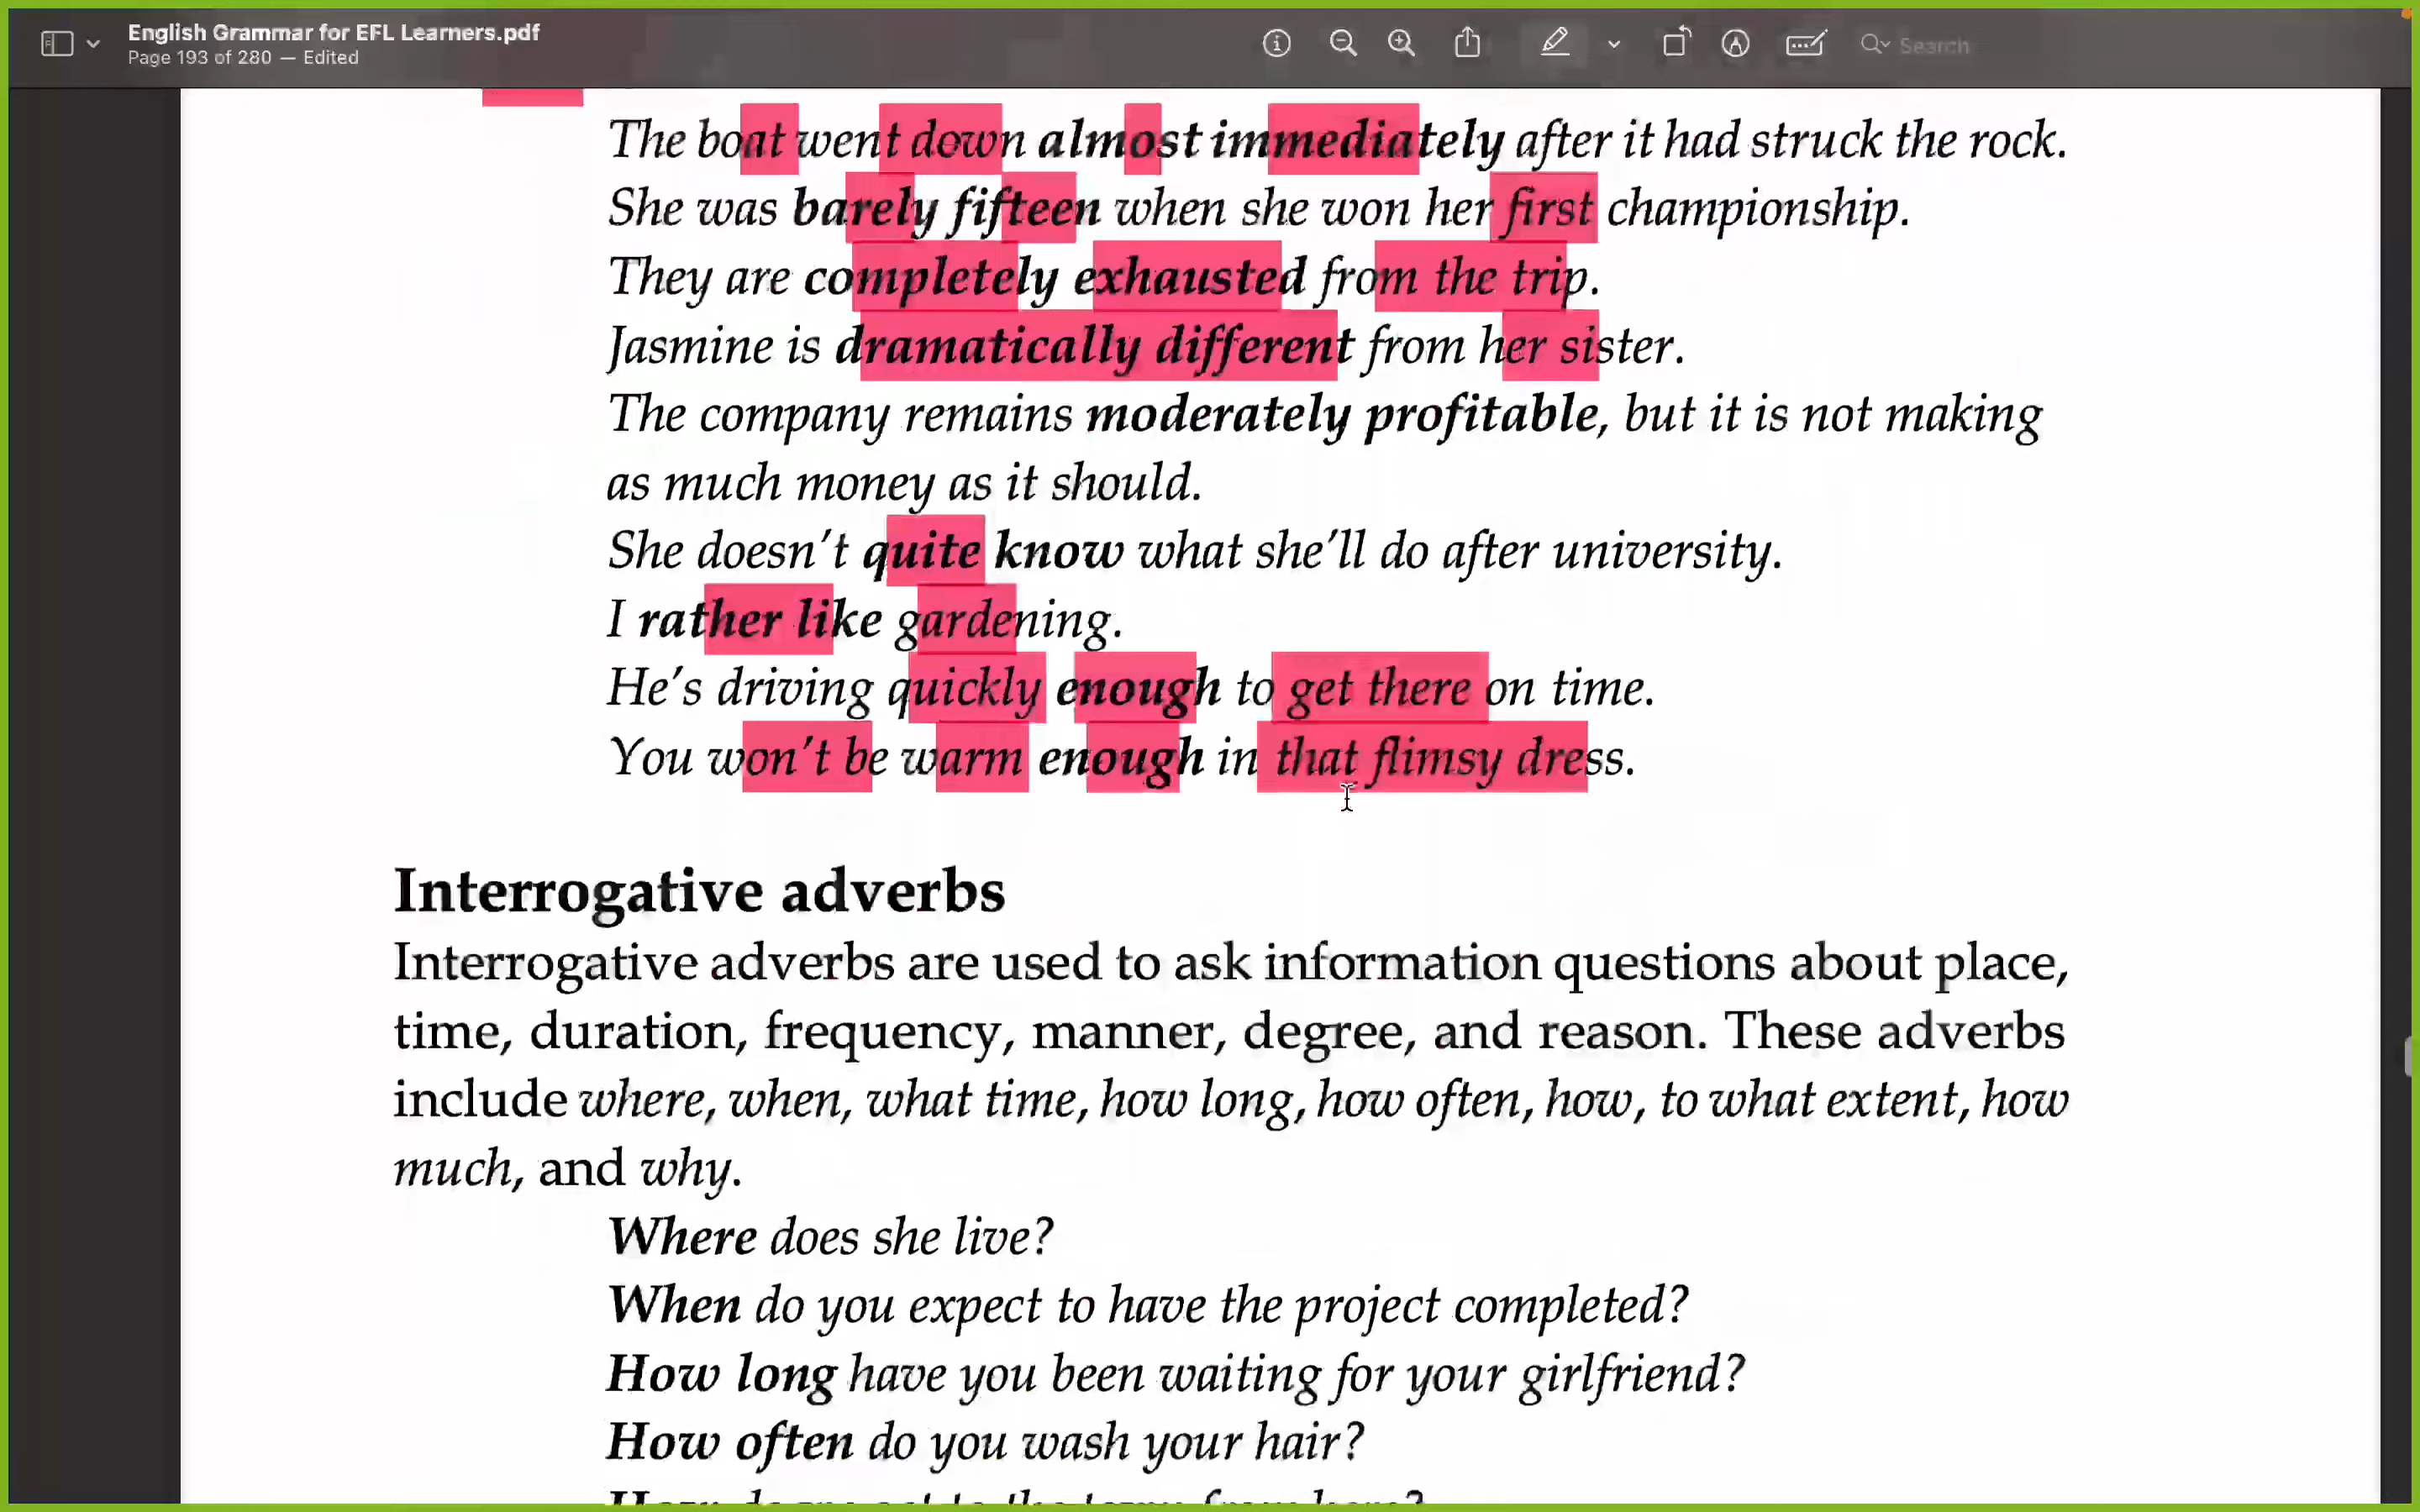 English Grammar for EFL Learners.pdf
Page 193 of 280 — Edited
Search
The boat went down almost immediately after it had struck the rock.
She was barely fifteen when she won her first championship.
They are completely exhausted from the trip.
Jasmine is dramatically different from her sister.
The company remains moderately profitable, but it is not making
as much money as it should.
She doesn't quite know what she'll do after university.
I rather like gardening.
He's driving quickly enough to get there on time.
You won't be warm enough in that flimsy dress.
Interrogative adverbs
Interrogative adverbs are used to ask information questions about place,
time, duration, frequency, manner, degree, and reason. These adverbs
include where, when, what time, how long, how often, how, to what extent, how
much, and why.
Where does she live?
When do you expect to have the project completed?
How long have you been waiting for your girlfriend?
How often do you wash your hair?